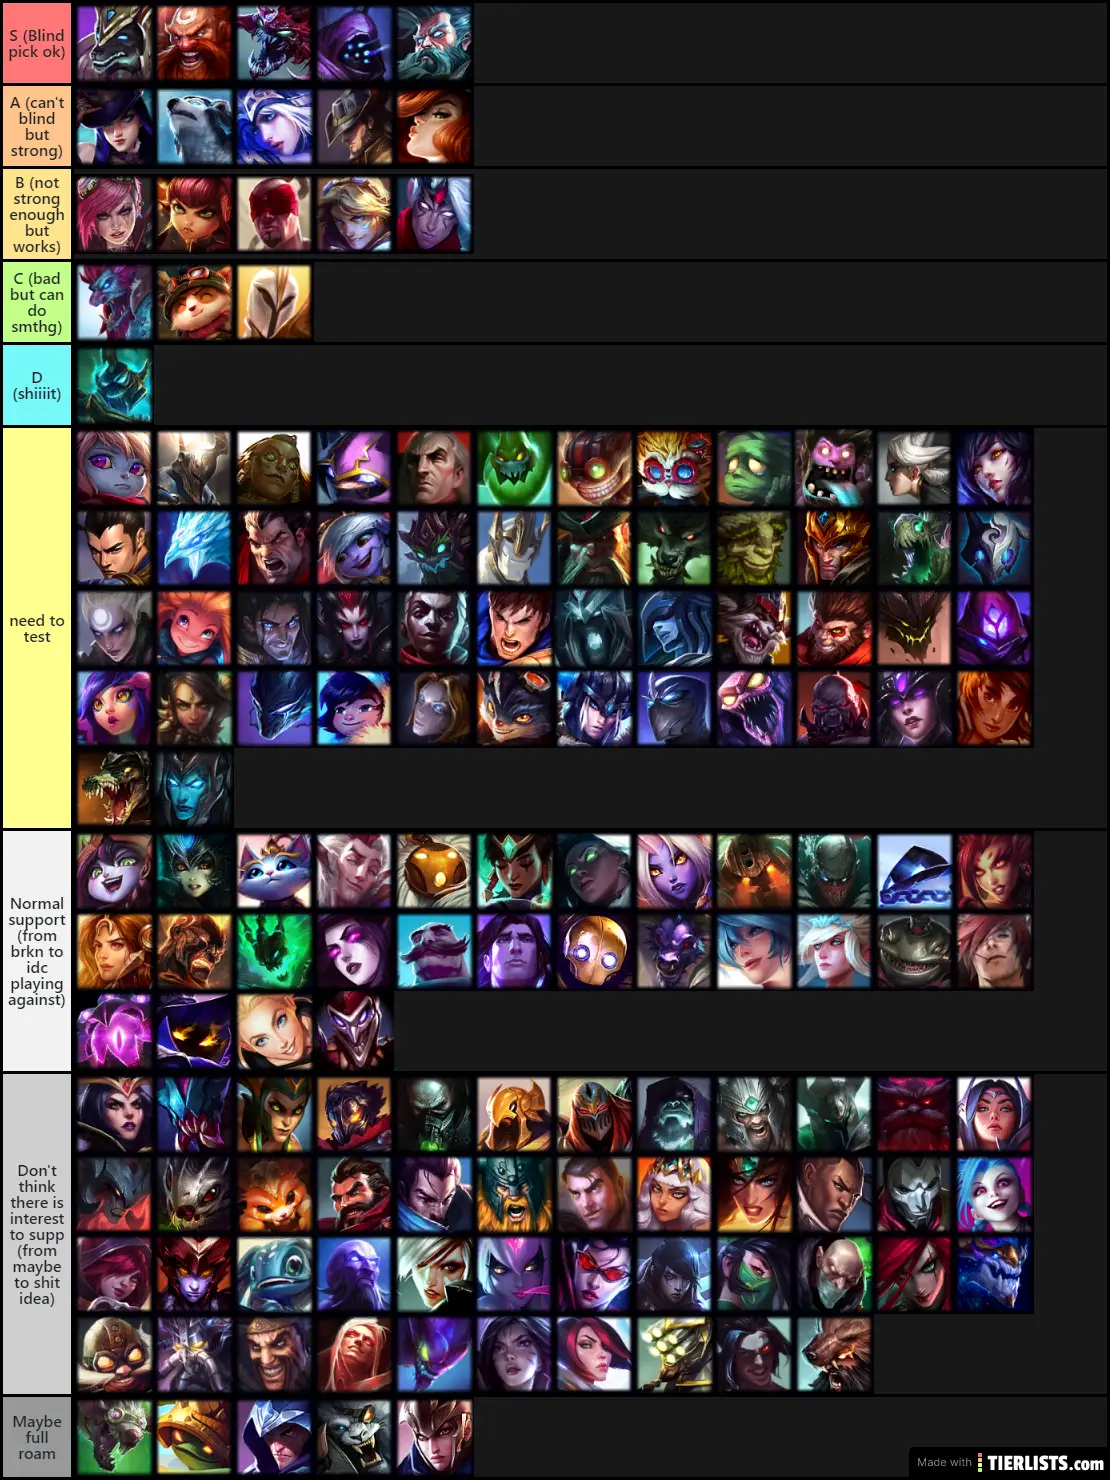 S (Blind
pick ok)
A (can't
blind
but
strong)
B (not
strong
enough
but
works)
C (bad
but can
do
smthg)
D
(shiiiit)
need to
test
Normal
support
(from
brkn to
idc
playing
against)
Don't
think
there is
interest
to supp
(from
maybe
to shit
idea)
Maybe
full
roam
Made with TIERLISTS.com